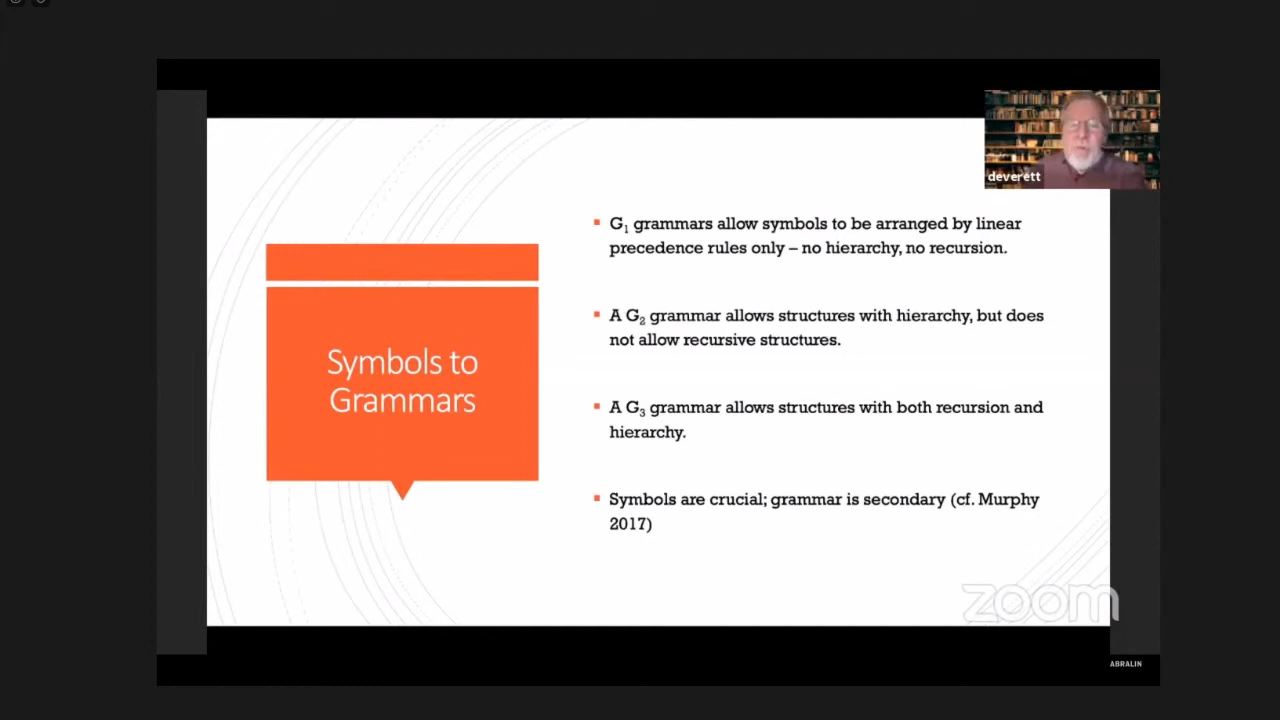 deverett
Symbols to
Grammars
▪ G₁ grammars allow symbols to be arranged by linear
precedence rules only – no hierarchy, no recursion.
▪ A G₂ grammar allows structures with hierarchy, but does
not allow recursive structures.
▪ A G₃ grammar allows structures with both recursion and
hierarchy.
▪ Symbols are crucial; grammar is secondary (cf. Murphy
2017)
zoom
ABRALIN